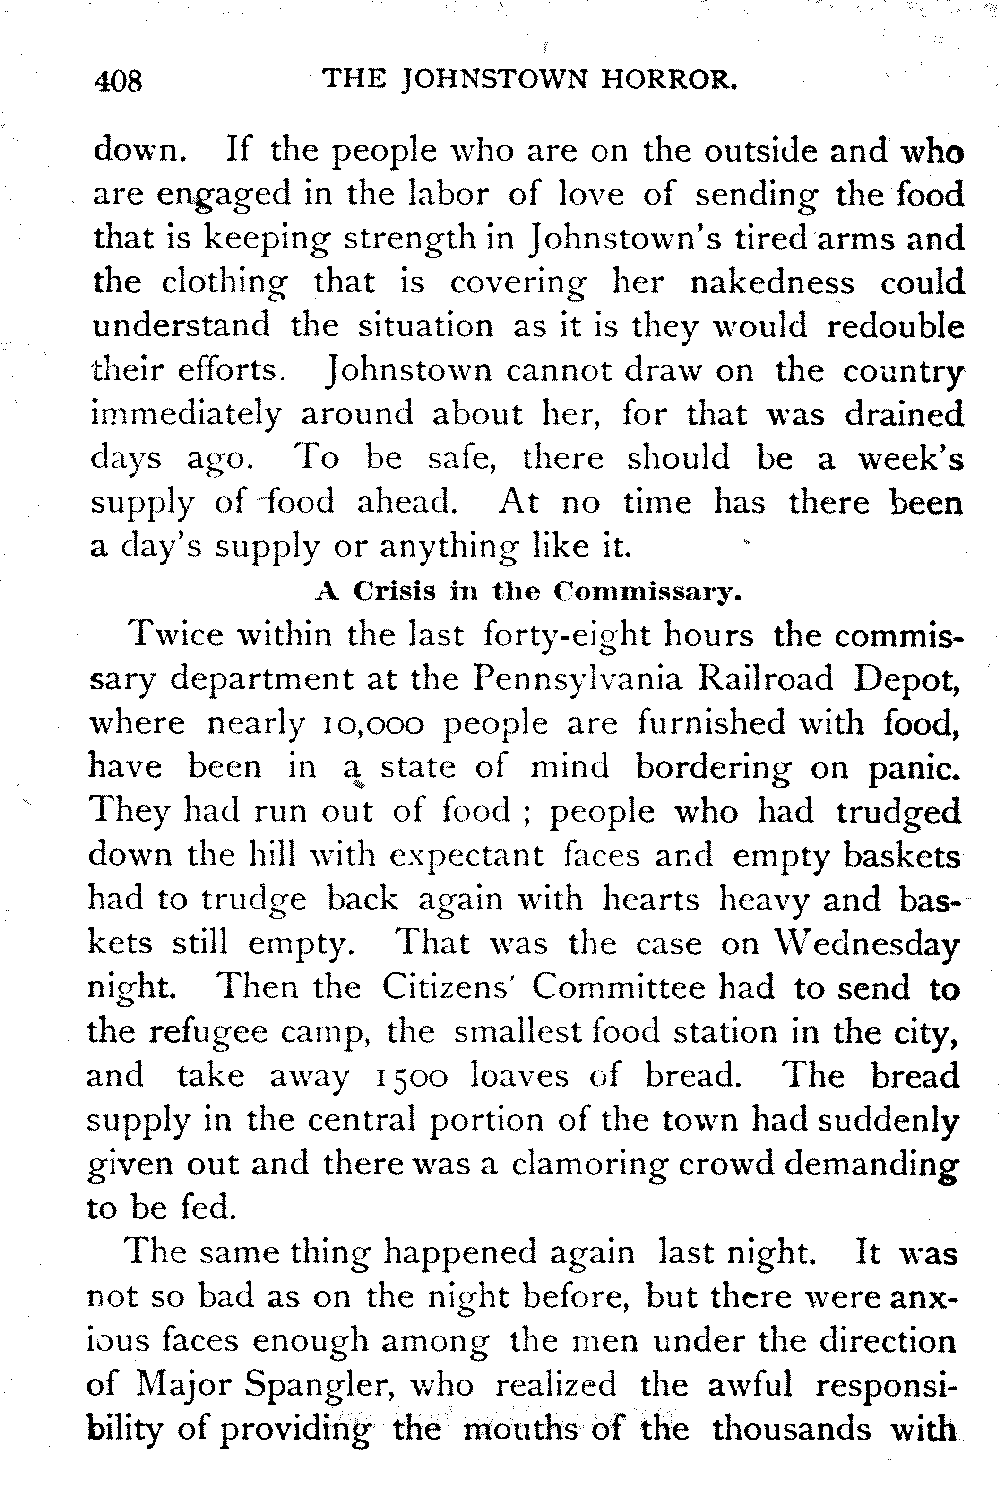 408 THE JOHNSTOWN HORROR.
down. If the people who are on the outside and who
are engaged in the labor of love of sending the food
that is keeping strength in Johnstown's tired arms and
the clothing that is covering her nakedness could
understand the situation as it is they would redouble
their efforts. Johnstown cannot draw on the country
immediately around about her, for that was drained
days ago. To be safe, there should be a week's
supply of food ahead. At no time has there been
a day's supply or anything like it.
A Crisis in the Commissary.
Twice within the last forty-eight hours the commis-
sary department at the Pennsylvania Railroad Depot,
where nearly 10,000 people are furnished with food,
have been in a state of mind bordering on panic.
They had run out of food ; people who had trudged
down the hill with expectant faces and empty baskets
had to trudge back again with hearts heavy and bas-
kets still empty. That was the case on Wednesday
night. Then the Citizens' Committee had to send to
the refugee camp, the smallest food station in the city,
and take away 1500 loaves of bread. The bread
supply in the central portion of the town had suddenly
given out and there was a clamoring crowd demanding
to be fed.
The same thing happened again last night. It was
not so bad as on the night before, but there were anx-
ious faces enough among the men under the direction
of Major Spangler, who realized the awful responsi-
bility of providing the mouths of the thousands with